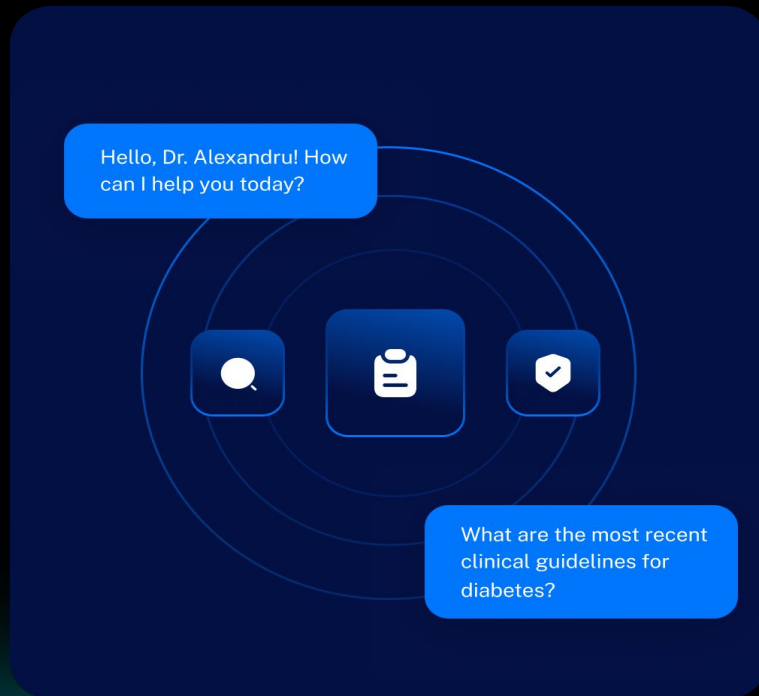 Hello, Dr. Alexandru! How
can I help you today?
What are the most recent
clinical guidelines for
diabetes?